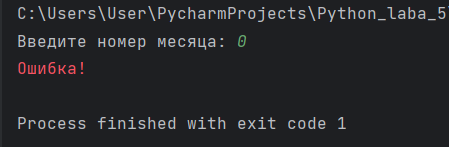 C:\Users\User\PycharmProjects\Python_laba_5
Введите номер месяца: 0
Ошибка!
Process finished with exit code 1